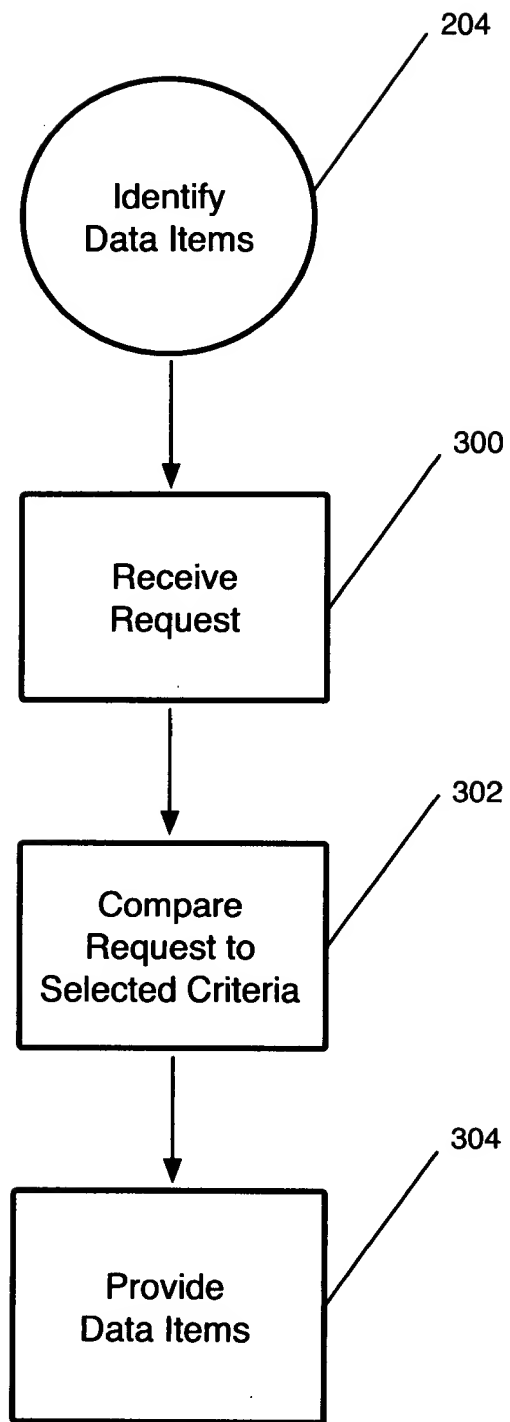 204
Identify
Data Items
300
Receive
Request
302
Compare
Request to
Selected Criteria
304
Provide
Data Items